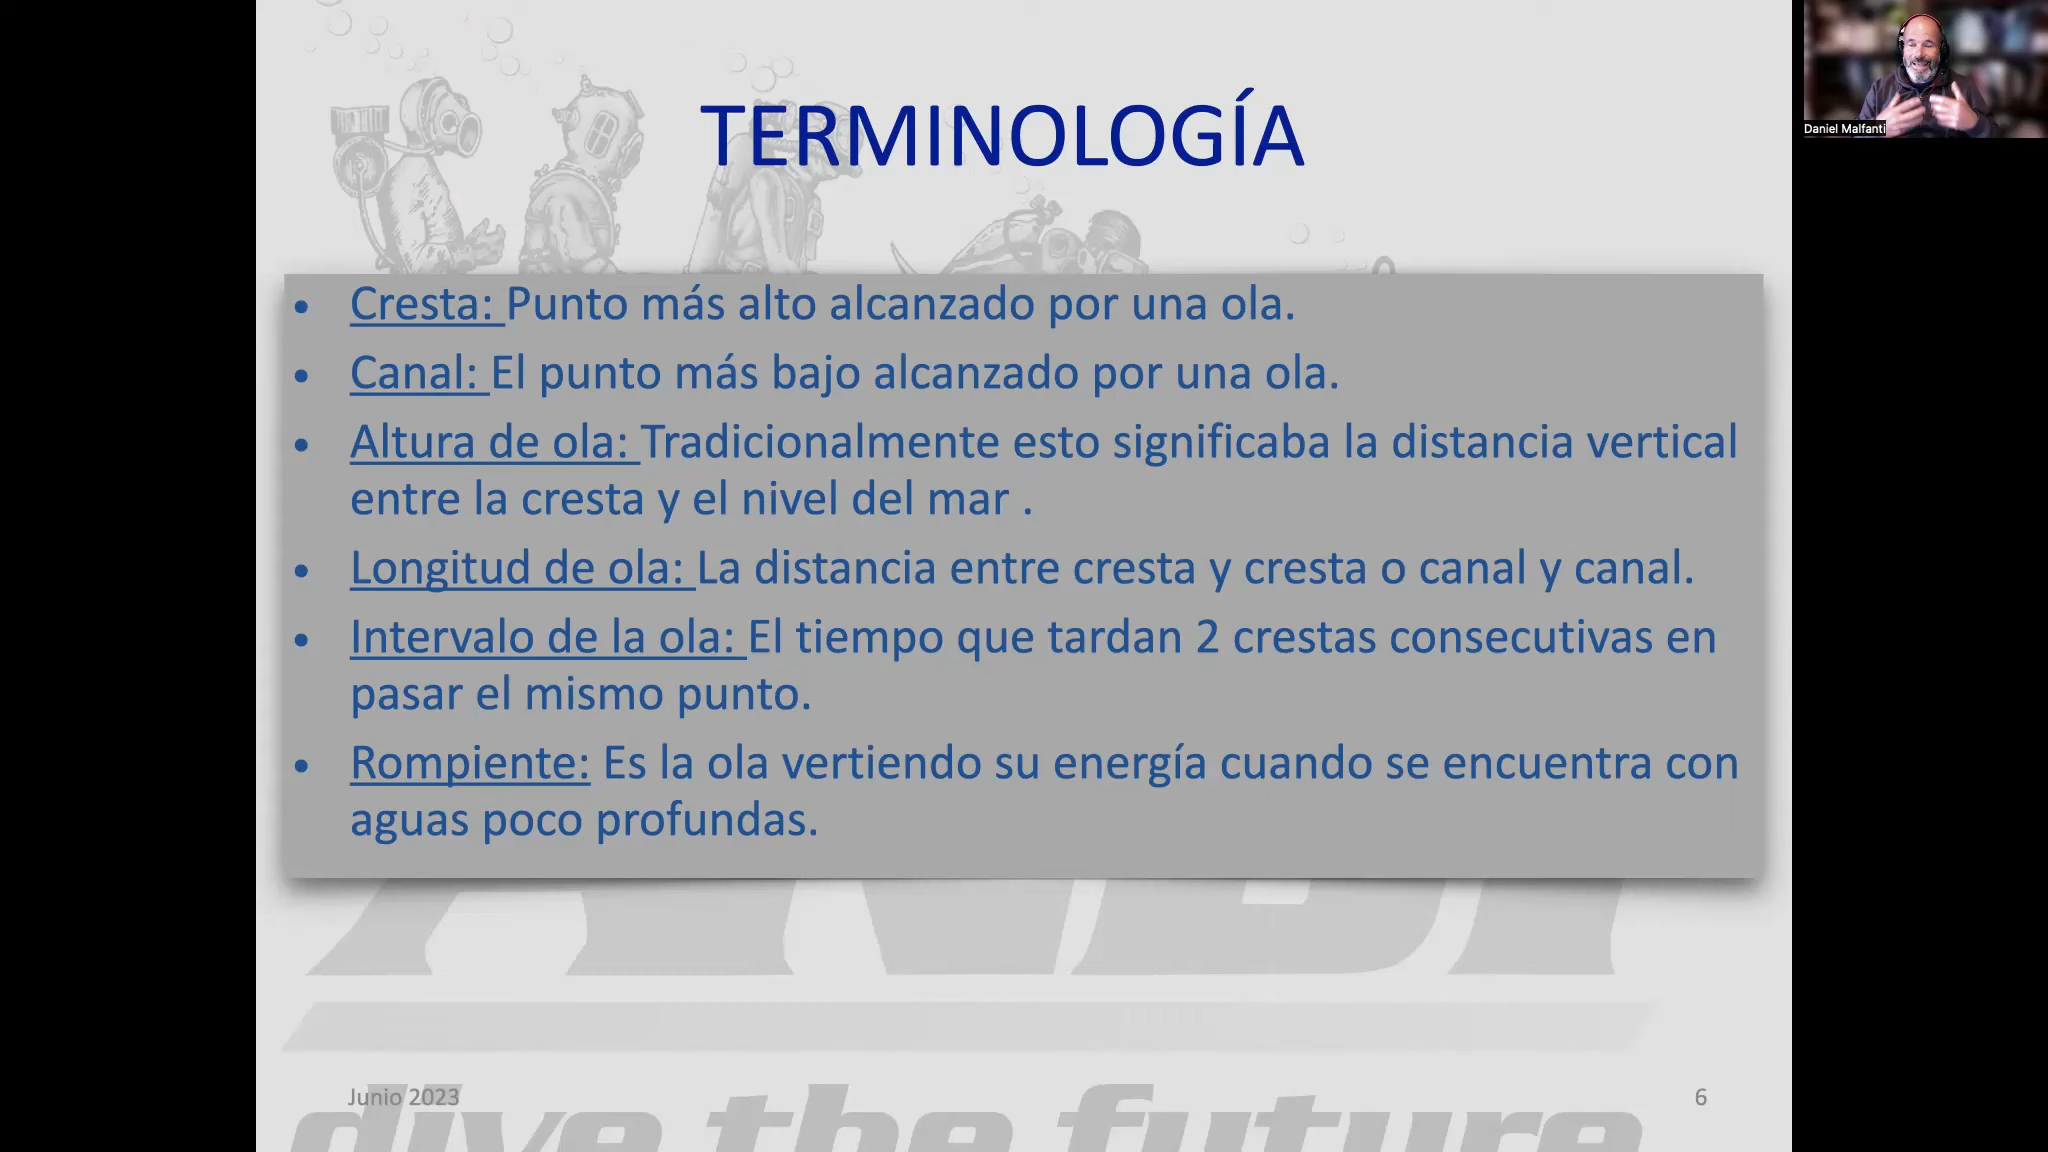 TERMINOLOGÍA
Daniel Malfanti
• Cresta: Punto más alto alcanzado por una ola.
• Canal: El punto más bajo alcanzado por una ola.
• Altura de ola: Tradicionalmente esto significaba la distancia vertical
entre la cresta y el nivel del mar .
• Longitud de ola: La distancia entre cresta y cresta o canal y canal.
• Intervalo de la ola: El tiempo que tardan 2 crestas consecutivas en
pasar el mismo punto.
• Rompiente: Es la ola vertiendo su energía cuando se encuentra con
aguas poco profundas.
Junio 2023
6
dive the future